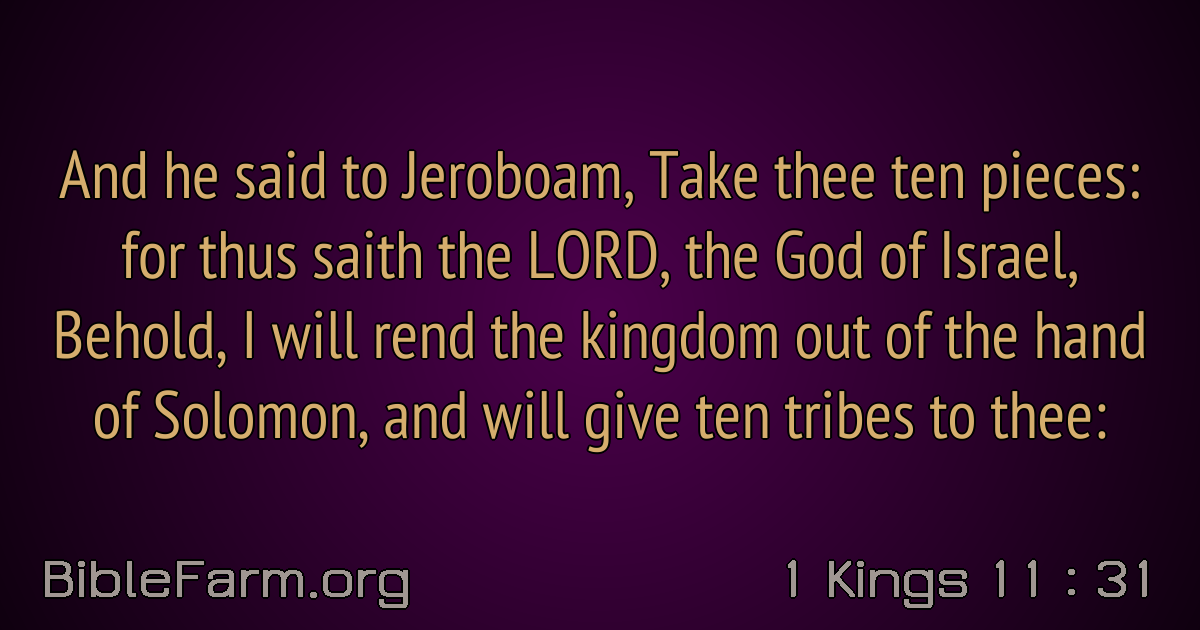 And he said to Jeroboam, Take thee ten pieces:
for thus saith the LORD, the God of Israel,
Behold, I will rend the kingdom out of the hand
of Solomon, and will give ten tribes to thee:
BibleFarm.org
1 Kings 11 : 31